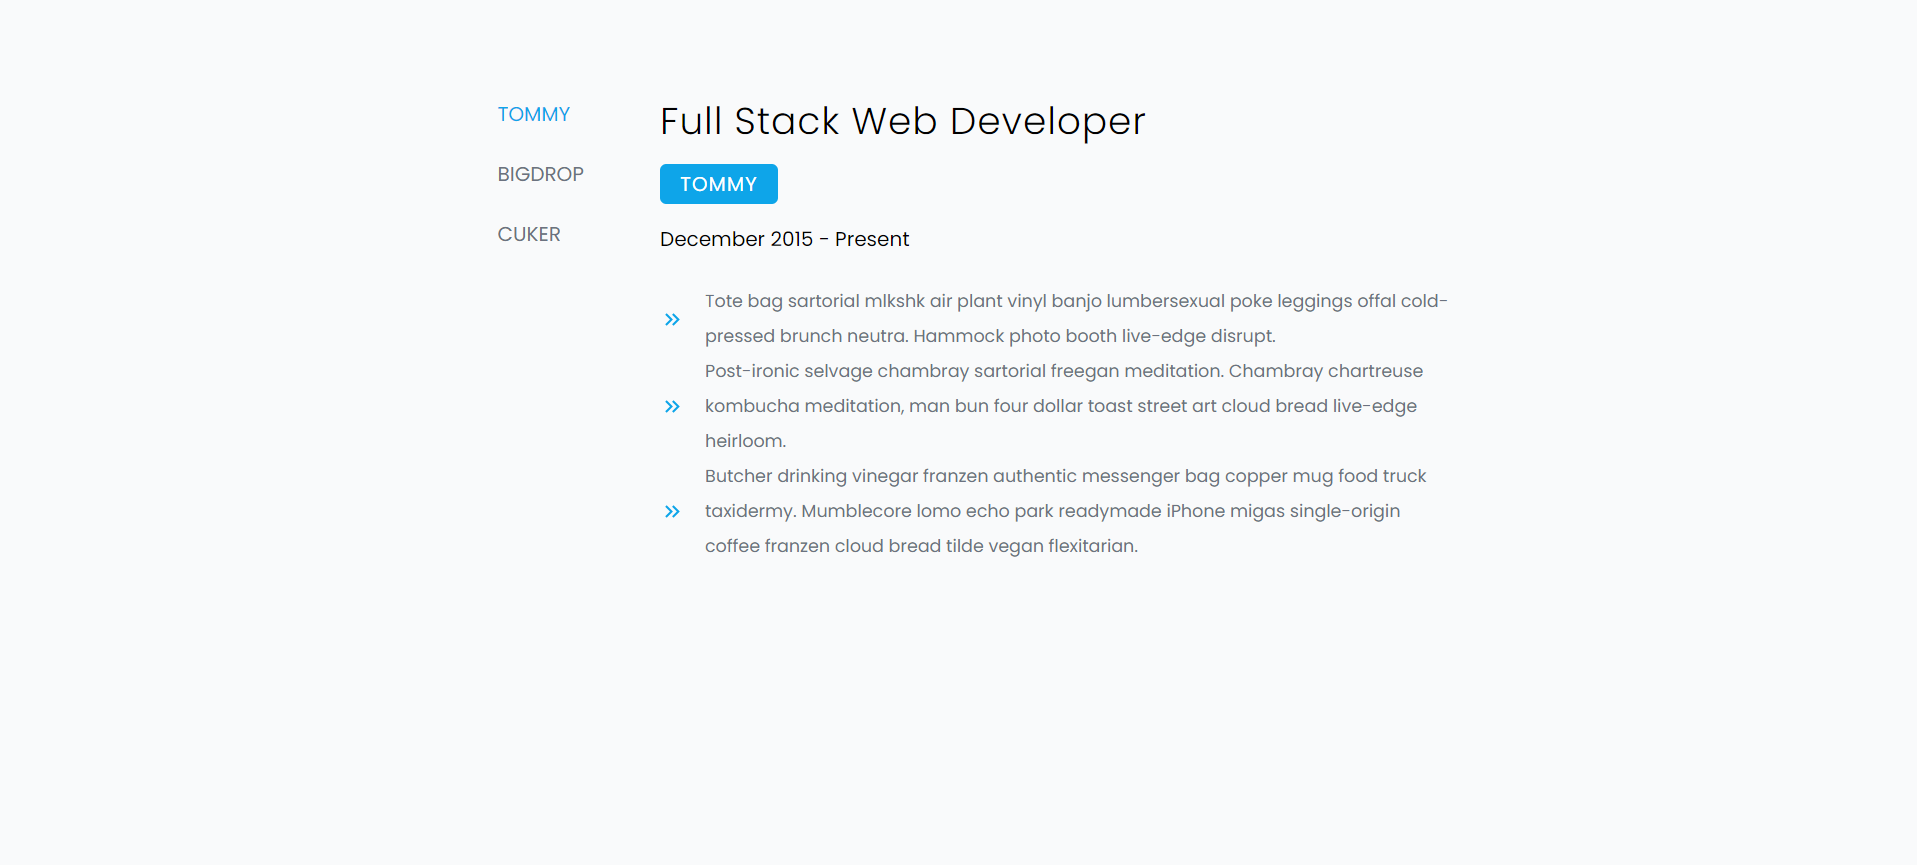 TOMMY
BIGDROP
CUKER
Full Stack Web Developer
TOMMY
December 2015 - Present
Tote bag sartorial mlkshk air plant vinyl banjo lumbersexual poke leggings offal cold-
pressed brunch neutra. Hammock photo booth live-edge disrupt.
Post-ironic selvage chambray sartorial freegan meditation. Chambray chartreuse
kombucha meditation, man bun four dollar toast street art cloud bread live-edge
heirloom.
Butcher drinking vinegar franzen authentic messenger bag copper mug food truck
taxidermy. Mumblecore lomo echo park readymade iPhone migas single-origin
coffee franzen cloud bread tilde vegan flexitarian.